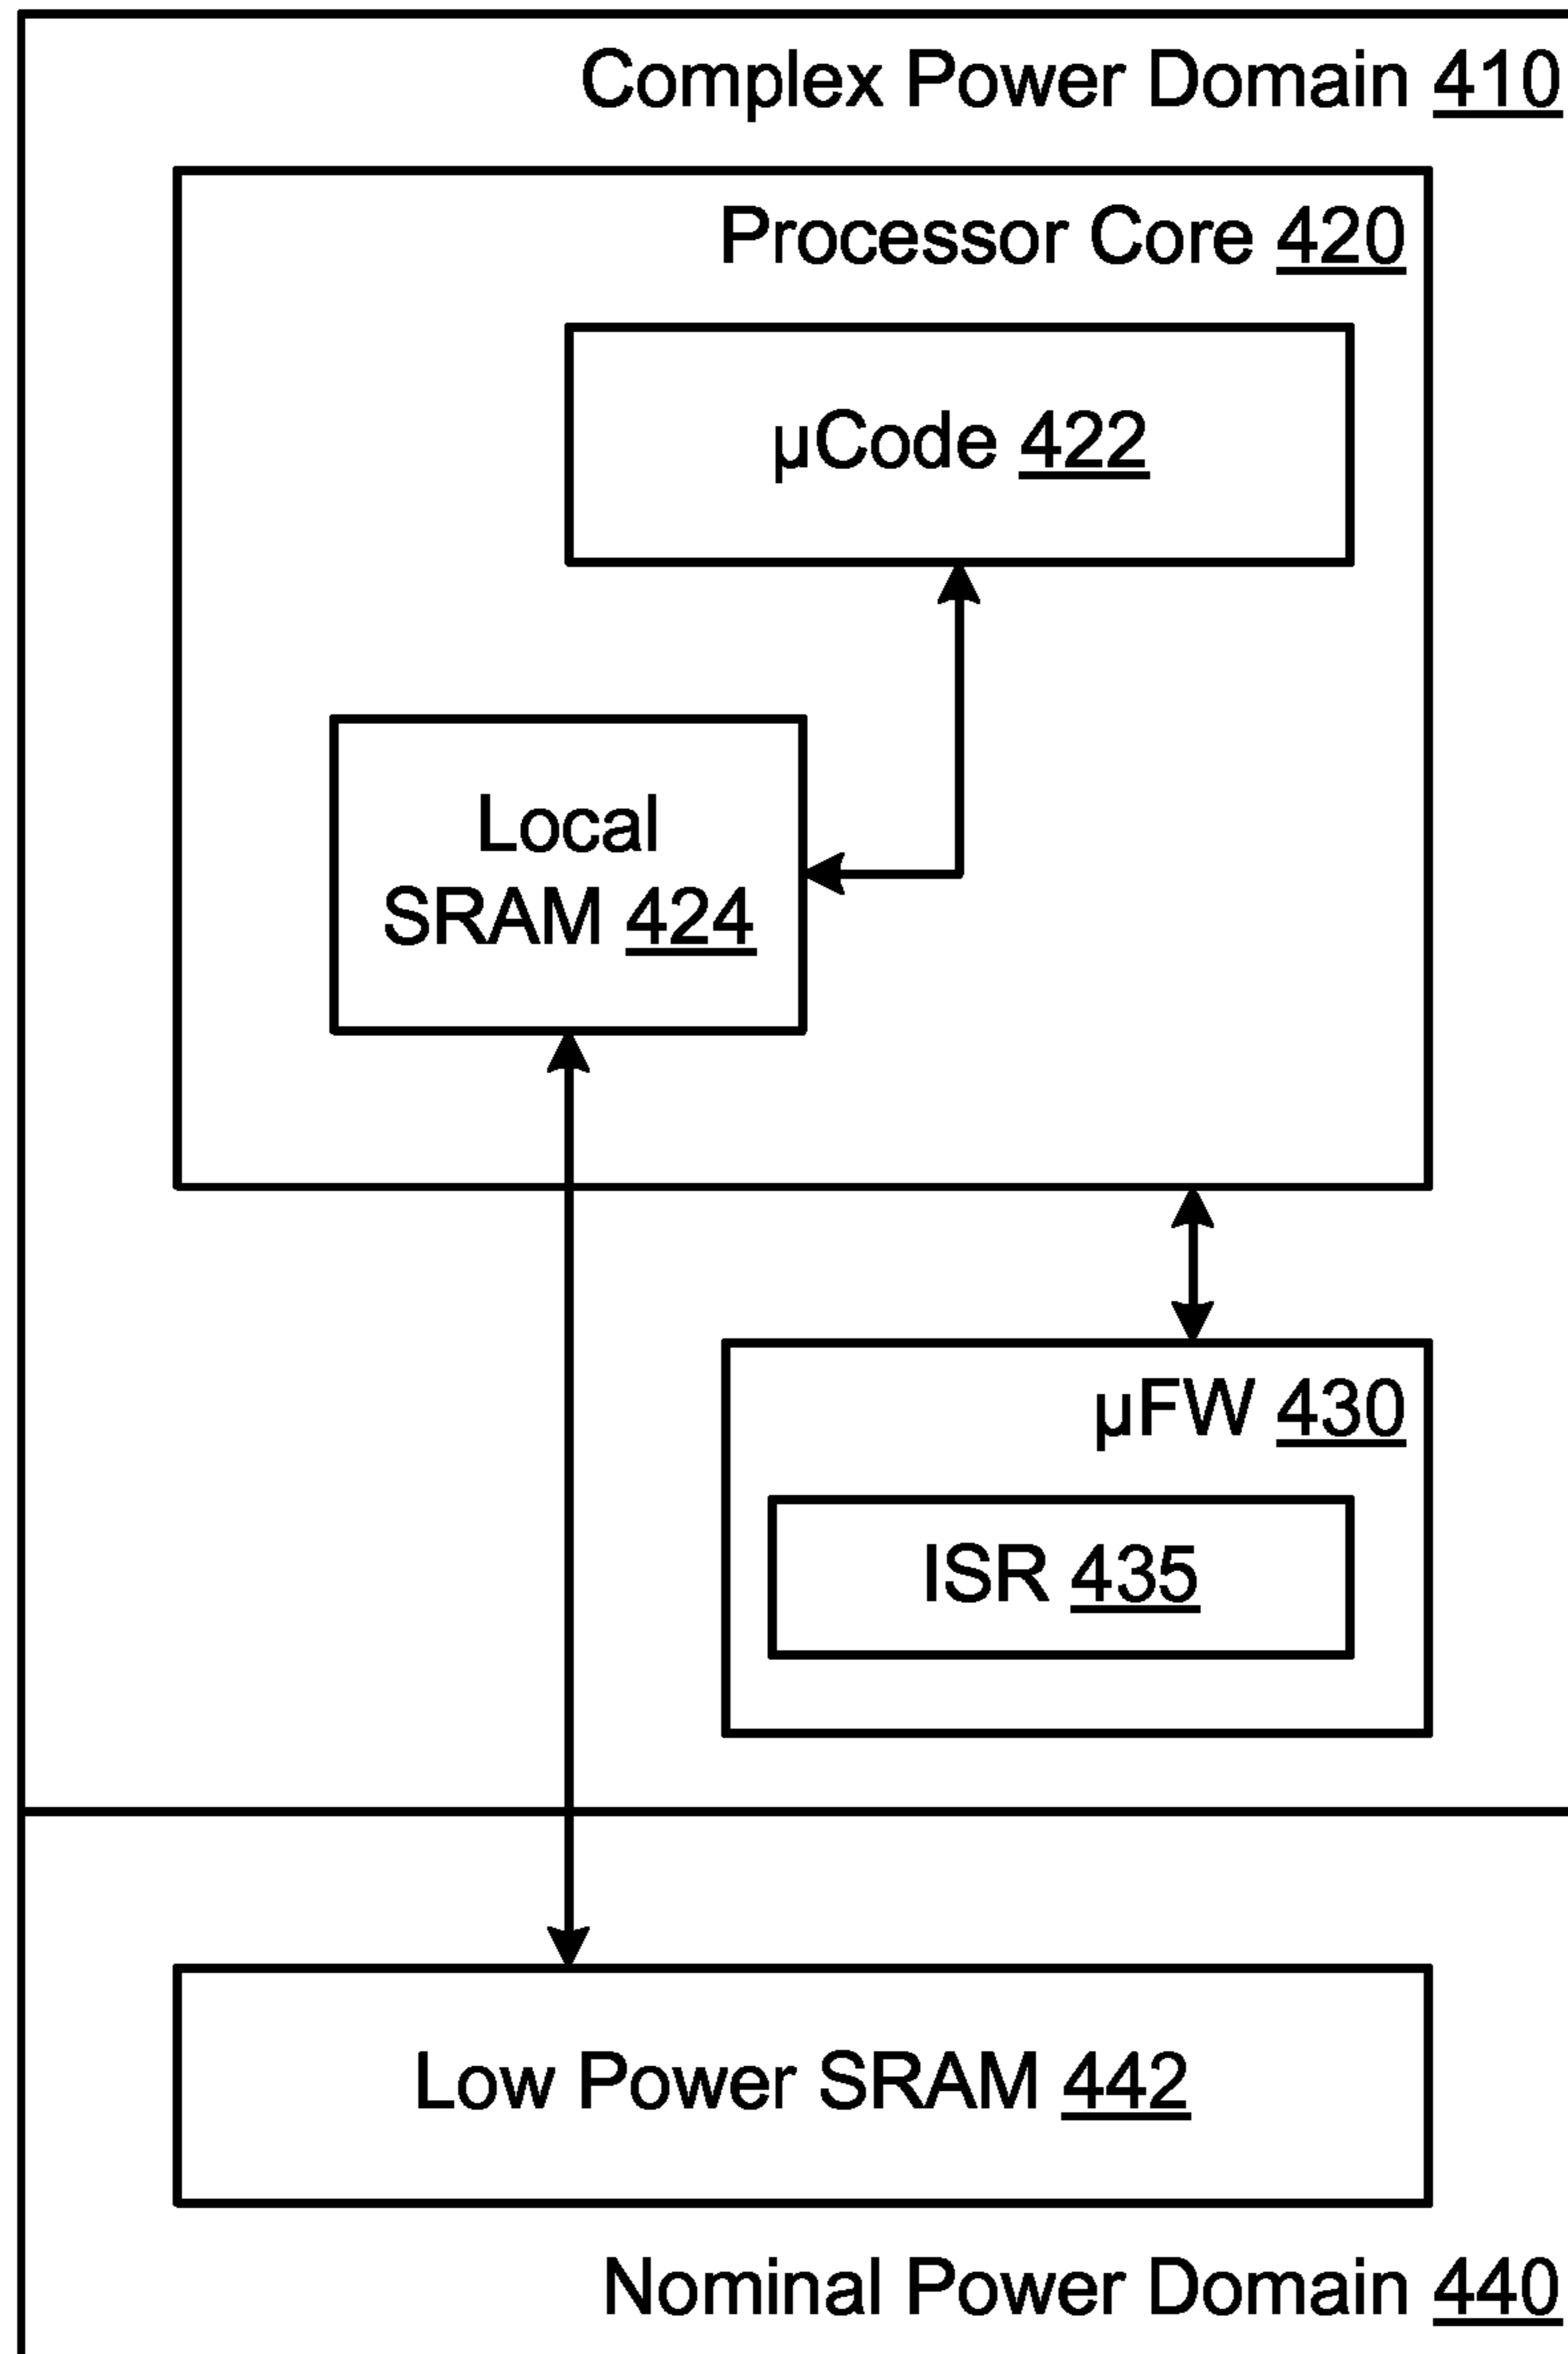 Complex Power Domain 410
Processor Core 420
µCode 422
Local
SRAM 424
µFW 430
ISR 435
Low Power SRAM 442
Nominal Power Domain 440